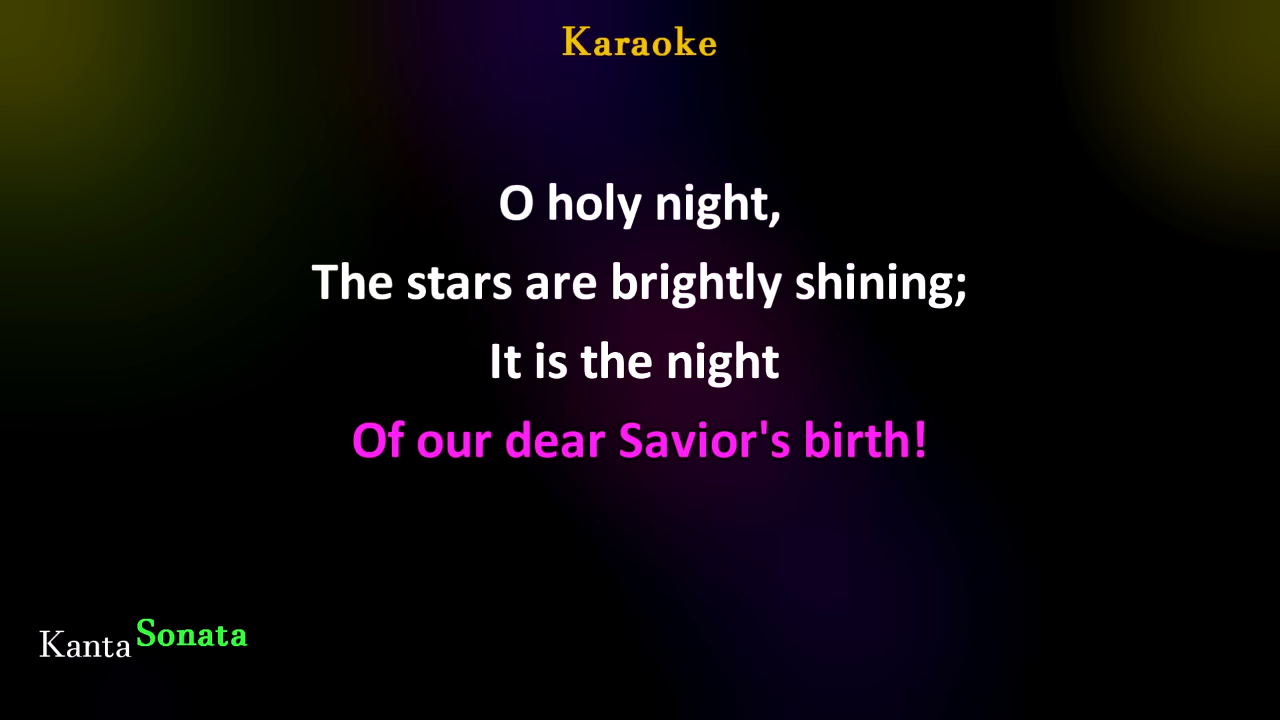 Karaoke
O holy night,
The stars are brightly shining;
It is the night
Of our dear Savior's birth!
Kanta Sonata